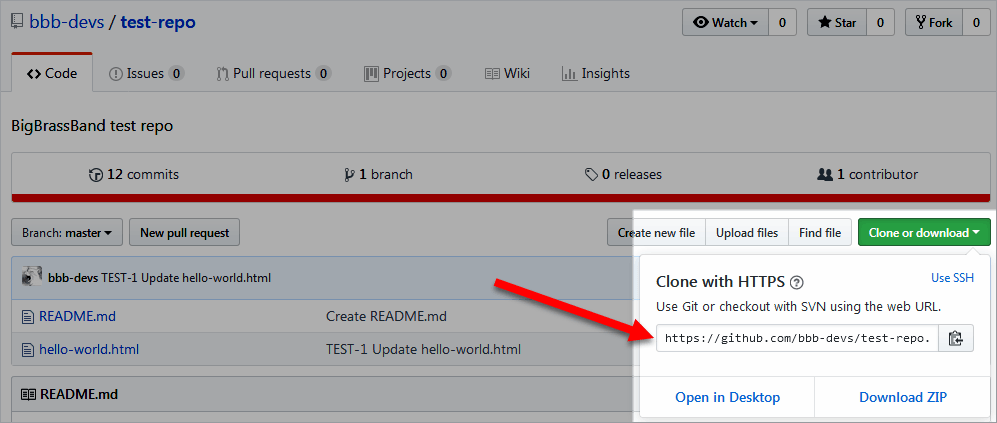 bbb-devs / test-repo
Watch 0 Star 0 Fork 0
Code Issues 0 Pull requests 0 Projects 0 Wiki Insights
BigBrassBand test repo
12 commits 1 branch 0 releases 1 contributor
Branch: master New pull request Create new file Upload files Find file Clone or download
bbb-devs TEST-1 Update hello-world.html
README.md Create README.md
hello-world.html TEST-1 Update hello-world.html
README.md
Clone with HTTPS ? Use SSH
Use Git or checkout with SVN using the web URL.
https://github.com/bbb-devs/test-repo.
Open in Desktop Download ZIP